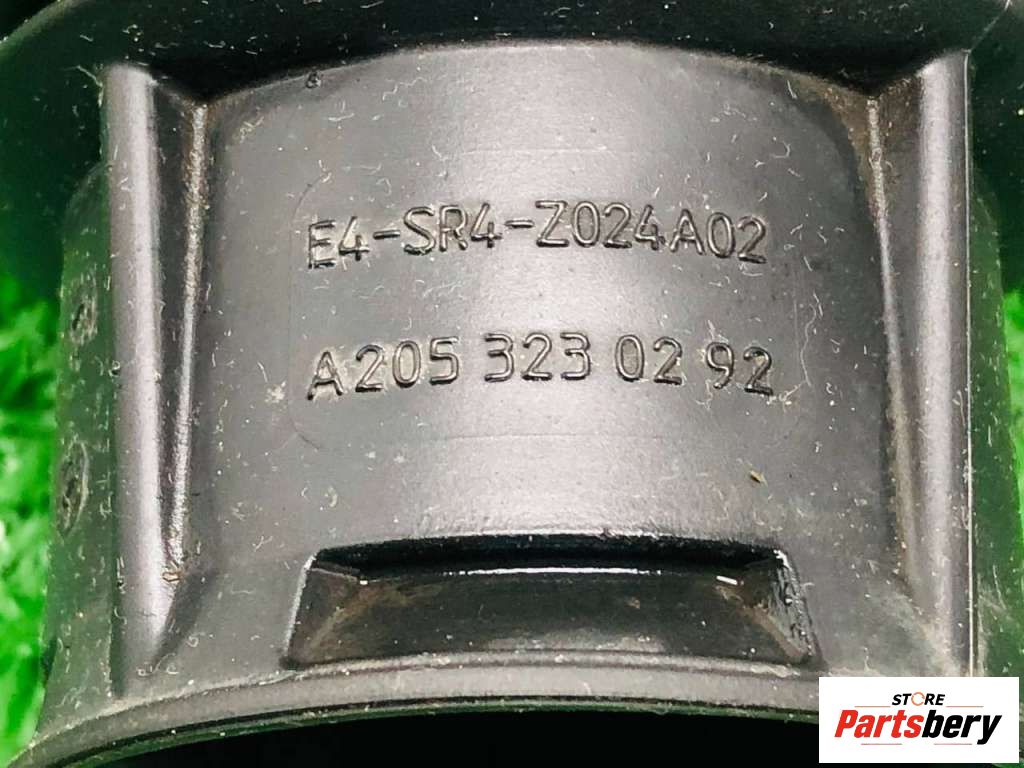 E4-SR4-Z024A02
A205 323 02 92
STORE
Partsbery